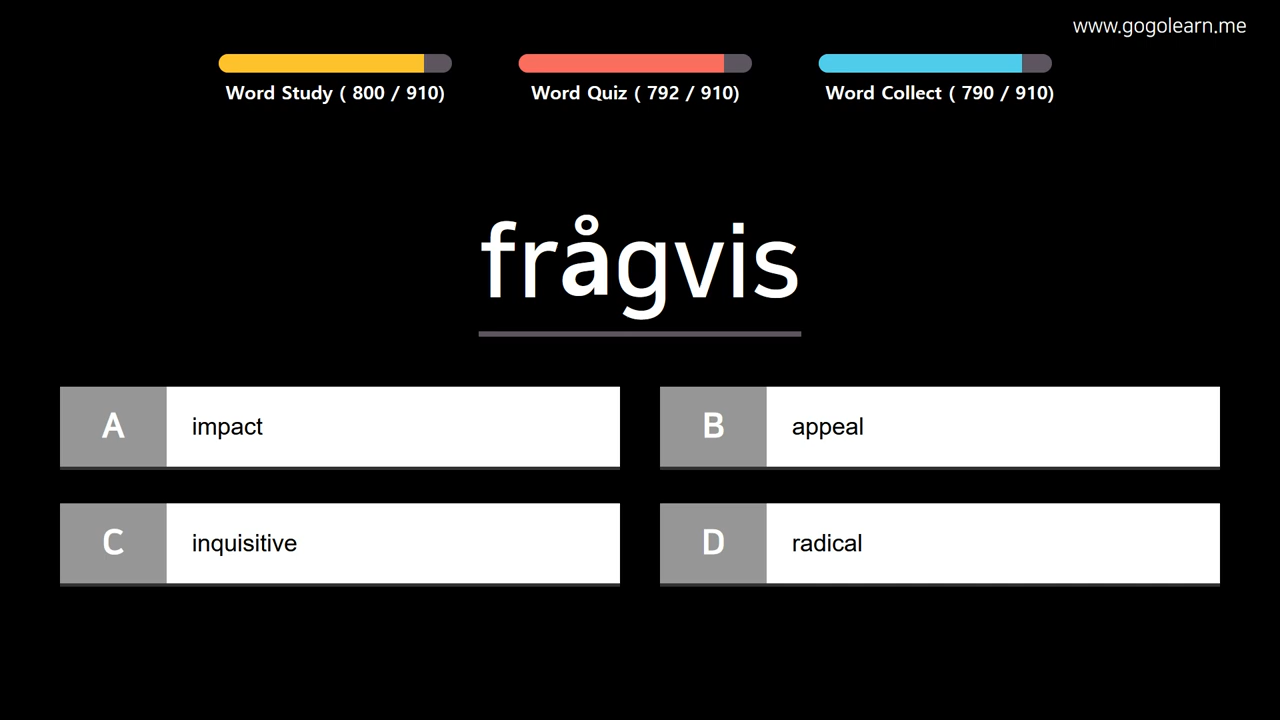 www.gogolearn.me
Word Study ( 800 / 910)
Word Quiz ( 792 / 910)
Word Collect ( 790 / 910)
frågvis
A impact
B appeal
C inquisitive
D radical